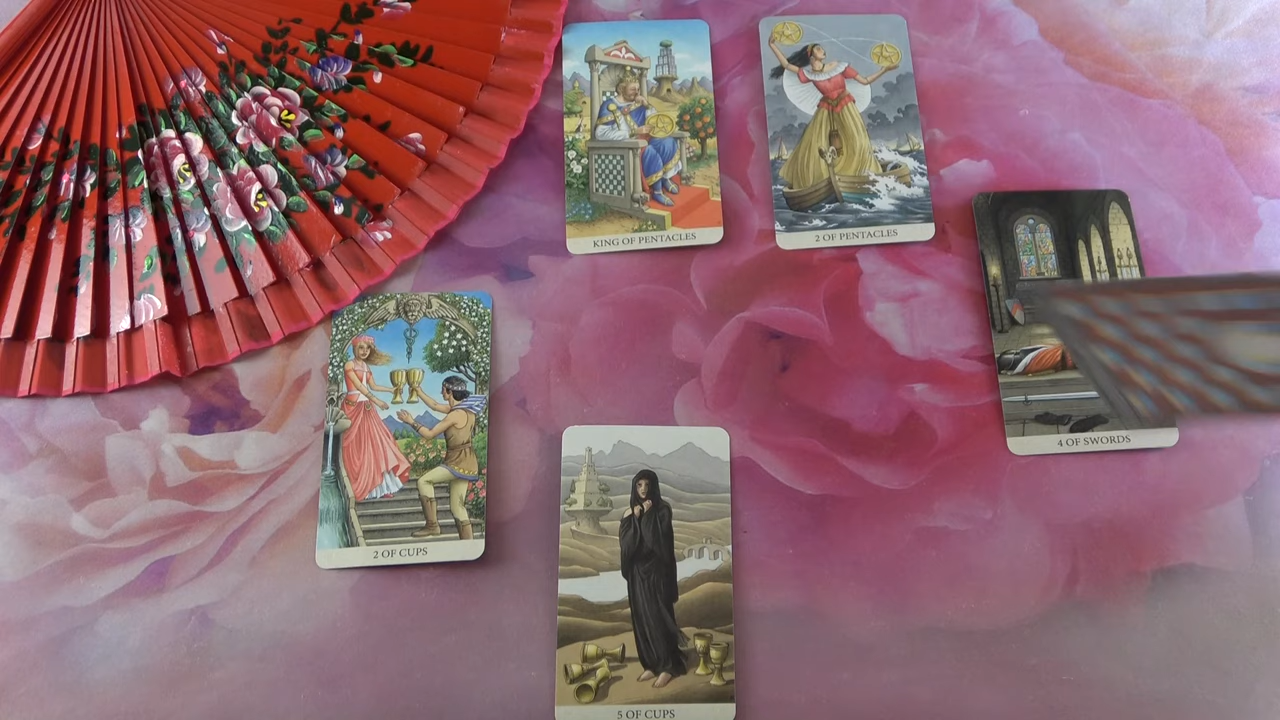 KING OF PENTACLES
2 OF PENTACLES
4 OF SWORDS
2 OF CUPS
5 OF CUPS